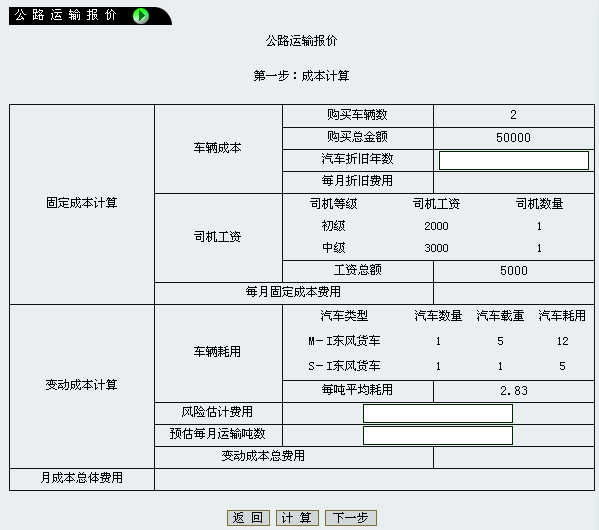 公路运输报价
公路运输报价
第一步：成本计算
固定成本计算
车辆成本
购买车辆数 2
购买总金额 50000
汽车折旧年数
每月折旧费用
司机工资
司机等级 司机工资 司机数量
初级 2000 1
中级 3000 1
工资总额 5000
每月固定成本费用
变动成本计算
车辆耗用
汽车类型 汽车数量 汽车载重 汽车耗用
M－I东风货车 1 5 12
S－I东风货车 1 1 5
每吨平均耗用 2.83
风险估计费用
预估每月运输吨数
变动成本总费用
月成本总体费用
返 回 计 算 下一步